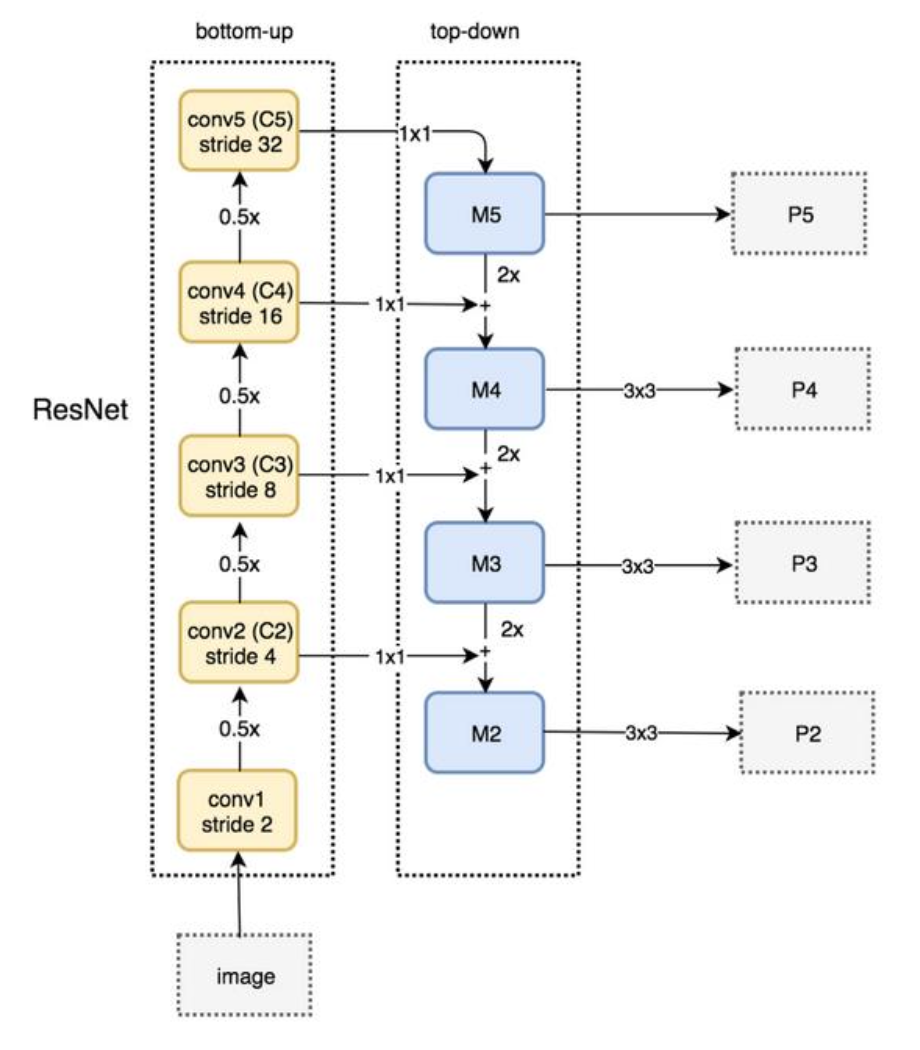 bottom-up
top-down
conv5 (C5)
stride 32
1x1
M5
P5
0.5x
2x
conv4 (C4)
stride 16
1x1
+
M4
3x3
P4
0.5x
2x
ResNet
conv3 (C3)
stride 8
1x1
+
M3
3x3
P3
0.5x
2x
conv2 (C2)
stride 4
1x1
+
M2
3x3
P2
0.5x
conv1
stride 2
image